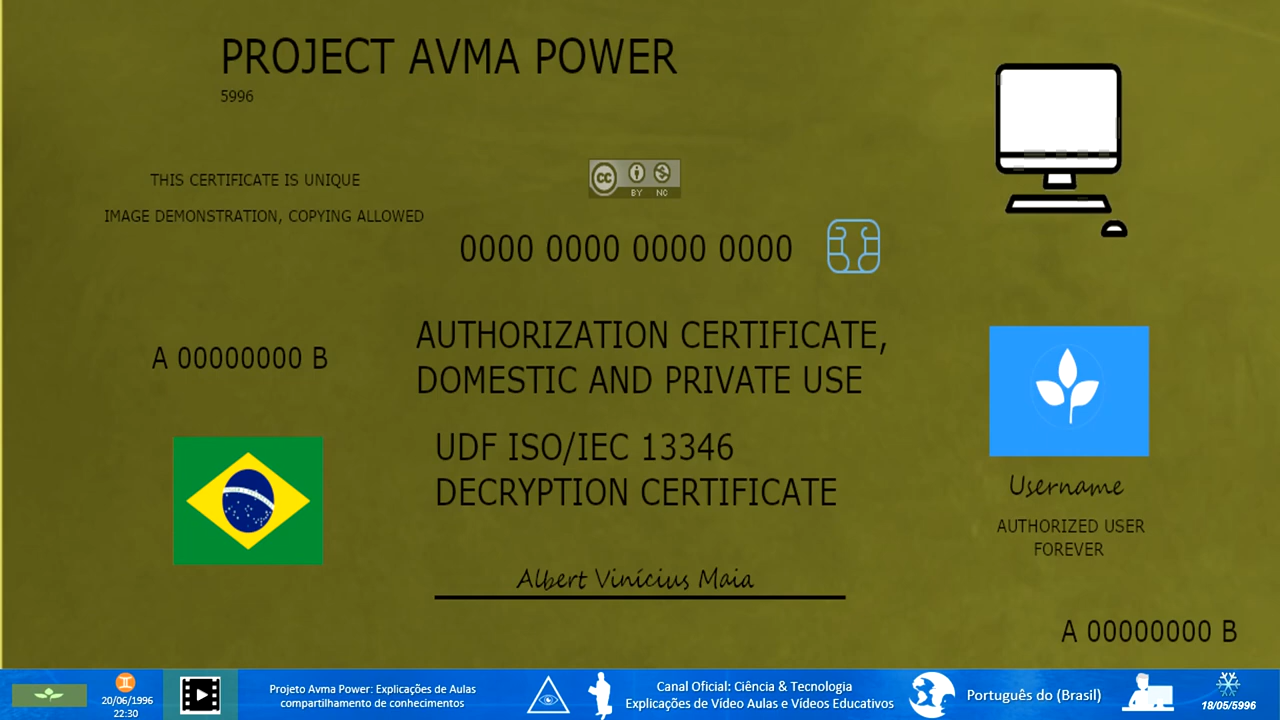 PROJECT AVMA POWER
5996
THIS CERTIFICATE IS UNIQUE
IMAGE DEMONSTRATION, COPYING ALLOWED
CC BY NC
0000 0000 0000 0000
AUTHORIZATION CERTIFICATE,
DOMESTIC AND PRIVATE USE
A 00000000 B
UDF ISO/IEC 13346
DECRYPTION CERTIFICATE
Username
AUTHORIZED USER
FOREVER
Albert Vinícius Maia
A 00000000 B
20/06/1996
22:30
Projeto Avma Power: Explicações de Aulas
compartilhamento de conhecimentos
Canal Oficial: Ciência & Tecnologia
Explicações de Vídeo Aulas e Vídeos Educativos
Português do (Brasil)
18/05/5996